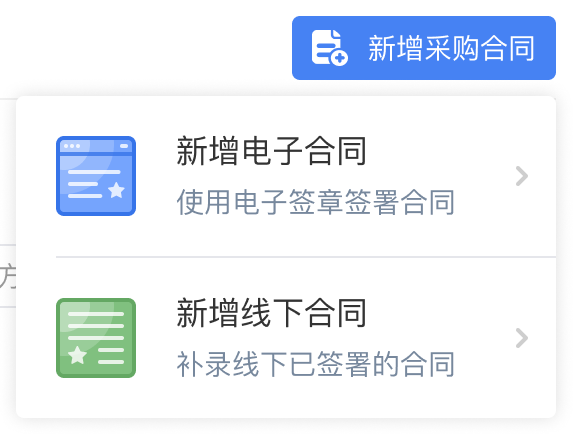 新增采购合同
新增电子合同
使用电子签章签署合同
方
新增线下合同
补录线下已签署的合同